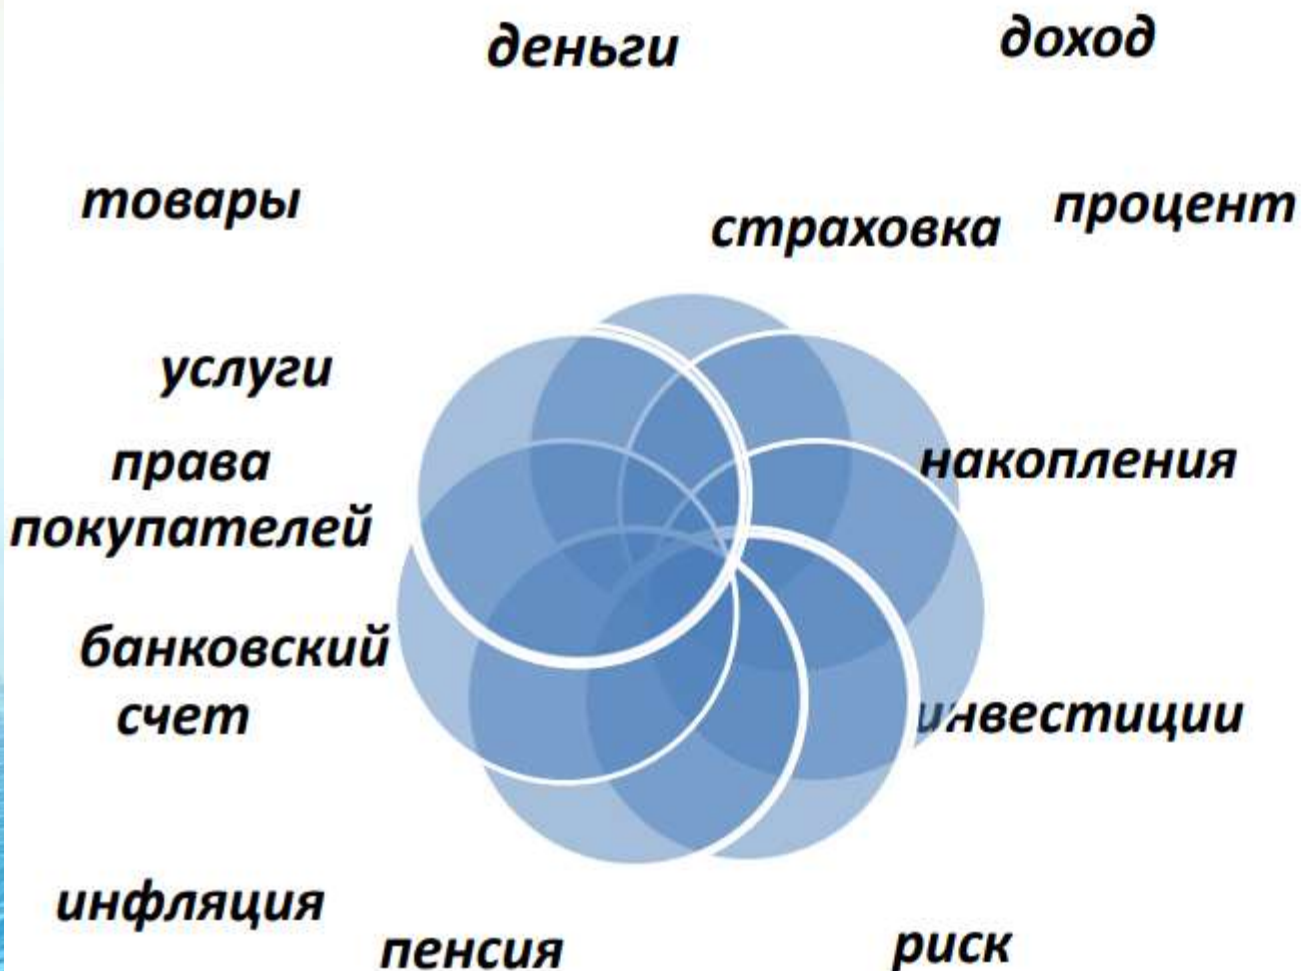 деньги
доход
товары
страховка
процент
услуги
права
покупателей
накопления
банковский
счет
инвестиции
инфляция
пенсия
риск